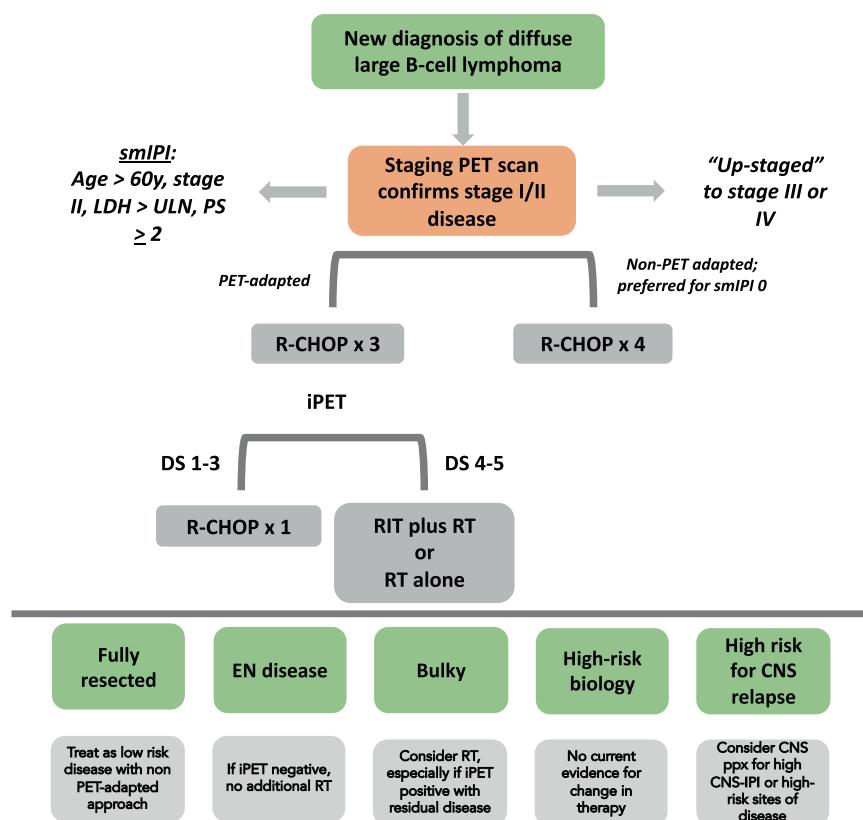 New diagnosis of diffuse
large B-cell lymphoma
smIPI:
Age > 60y, stage
II, LDH > ULN, PS
≥ 2
Staging PET scan
confirms stage I/II
disease
“Up-staged”
to stage III or
IV
PET-adapted
Non-PET adapted;
preferred for smIPI 0
R-CHOP x 3
R-CHOP x 4
iPET
DS 1-3
DS 4-5
R-CHOP x 1
RIT plus RT
or
RT alone
Fully
resected
EN disease
Bulky
High-risk
biology
High risk
for CNS
relapse
Treat as low risk
disease with non
PET-adapted
approach
If iPET negative,
no additional RT
Consider RT,
especially if iPET
positive with
residual disease
No current
evidence for
change in
therapy
Consider CNS
ppx for high
CNS-IPI or high-
risk sites of
disease